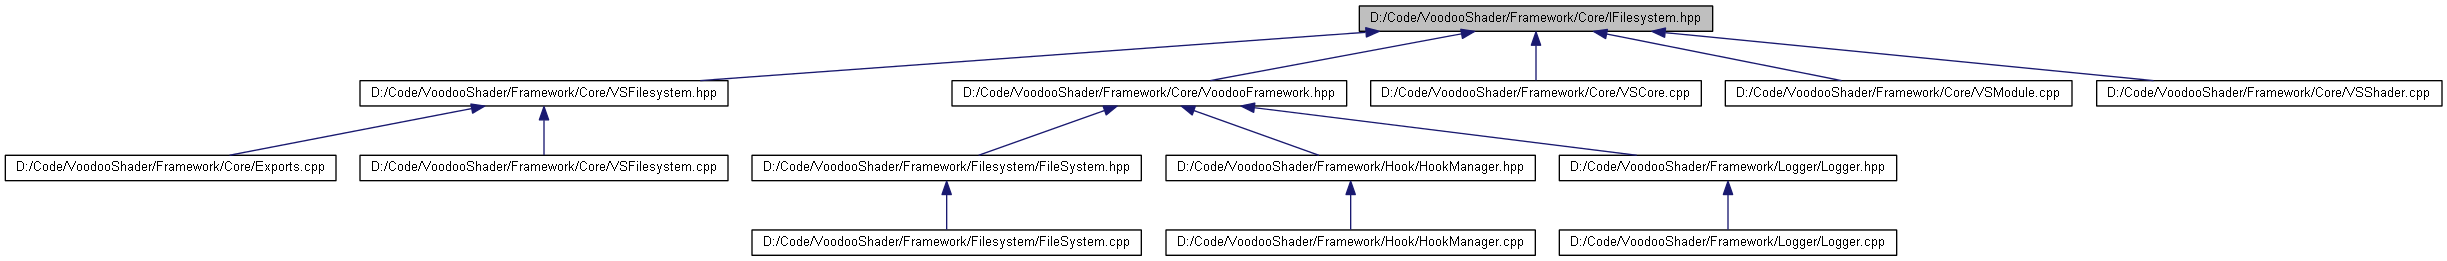 D:/Code/VoodooShader/Framework/Core/IFilesystem.hpp
D:/Code/VoodooShader/Framework/Core/VSFilesystem.hpp
D:/Code/VoodooShader/Framework/Core/VoodooFramework.hpp
D:/Code/VoodooShader/Framework/Core/VSCore.cpp
D:/Code/VoodooShader/Framework/Core/VSModule.cpp
D:/Code/VoodooShader/Framework/Core/VSShader.cpp
D:/Code/VoodooShader/Framework/Core/Exports.cpp
D:/Code/VoodooShader/Framework/Core/VSFilesystem.cpp
D:/Code/VoodooShader/Framework/Filesystem/FileSystem.hpp
D:/Code/VoodooShader/Framework/Hook/HookManager.hpp
D:/Code/VoodooShader/Framework/Logger/Logger.hpp
D:/Code/VoodooShader/Framework/Filesystem/FileSystem.cpp
D:/Code/VoodooShader/Framework/Hook/HookManager.cpp
D:/Code/VoodooShader/Framework/Logger/Logger.cpp